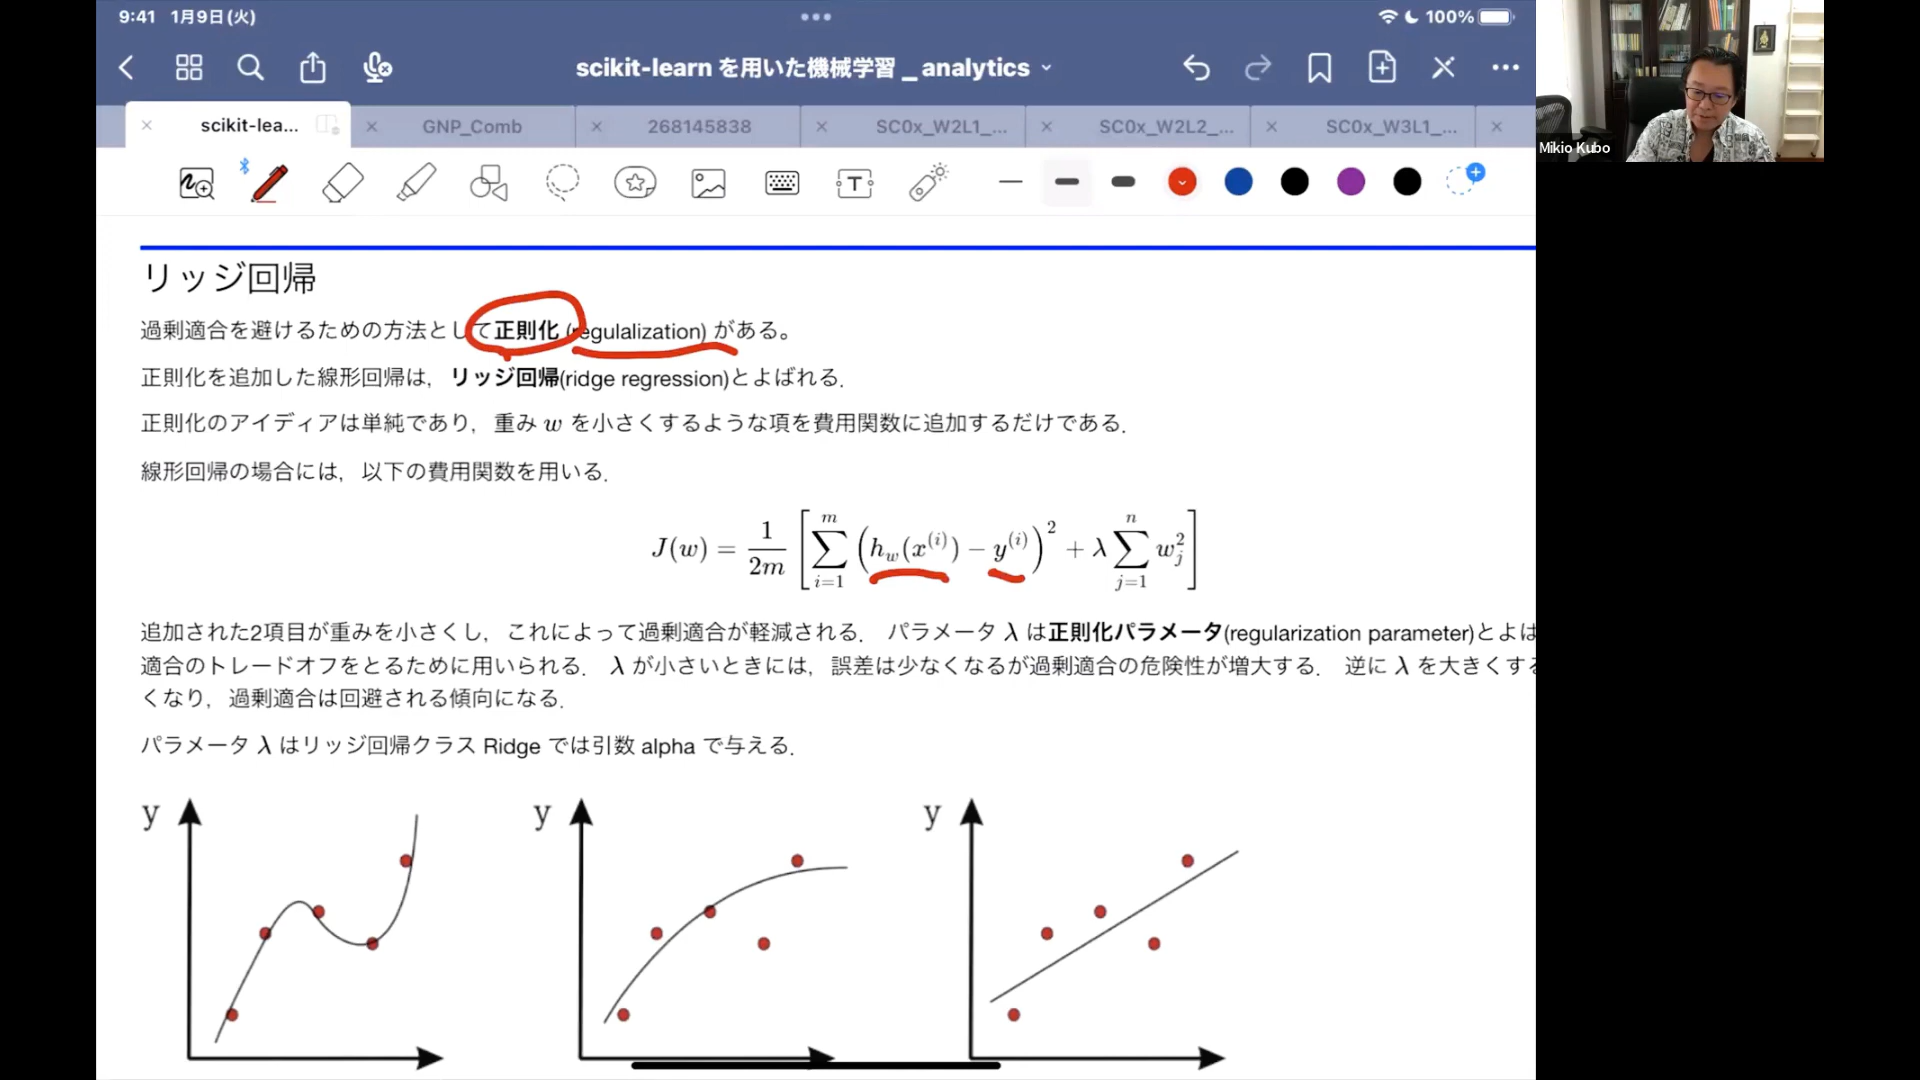 9:41 1月9日(火)
100%
scikit-learn を用いた機械学習 _ analytics
scikit-lea...
GNP_Comb
268145838
SC0x_W2L1_...
SC0x_W2L2_...
SC0x_W3L1_...
Mikio Kubo
リッジ回帰
過剰適合を避けるための方法として正則化 (regulalization) がある。
正則化を追加した線形回帰は，リッジ回帰(ridge regression)とよばれる．
正則化のアイディアは単純であり，重み w を小さくするような項を費用関数に追加するだけである．
線形回帰の場合には，以下の費用関数を用いる．
J(w) = \frac{1}{2m} \left[ \sum_{i=1}^{m} \left( h_w(x^{(i)}) - y^{(i)} \right)^2 + λ \sum_{j=1}^{n} w_j^2 \right]
追加された2項目が重みを小さくし，これによって過剰適合が軽減される． パラメータ λ は正則化パラメータ(regularization parameter)とよば
適合のトレードオフをとるために用いられる． λ が小さいときには，誤差は少なくなるが過剰適合の危険性が増大する． 逆に λ を大きくする
くなり，過剰適合は回避される傾向になる．
パラメータ λ はリッジ回帰クラス Ridge では引数 alpha で与える．
y
y
y